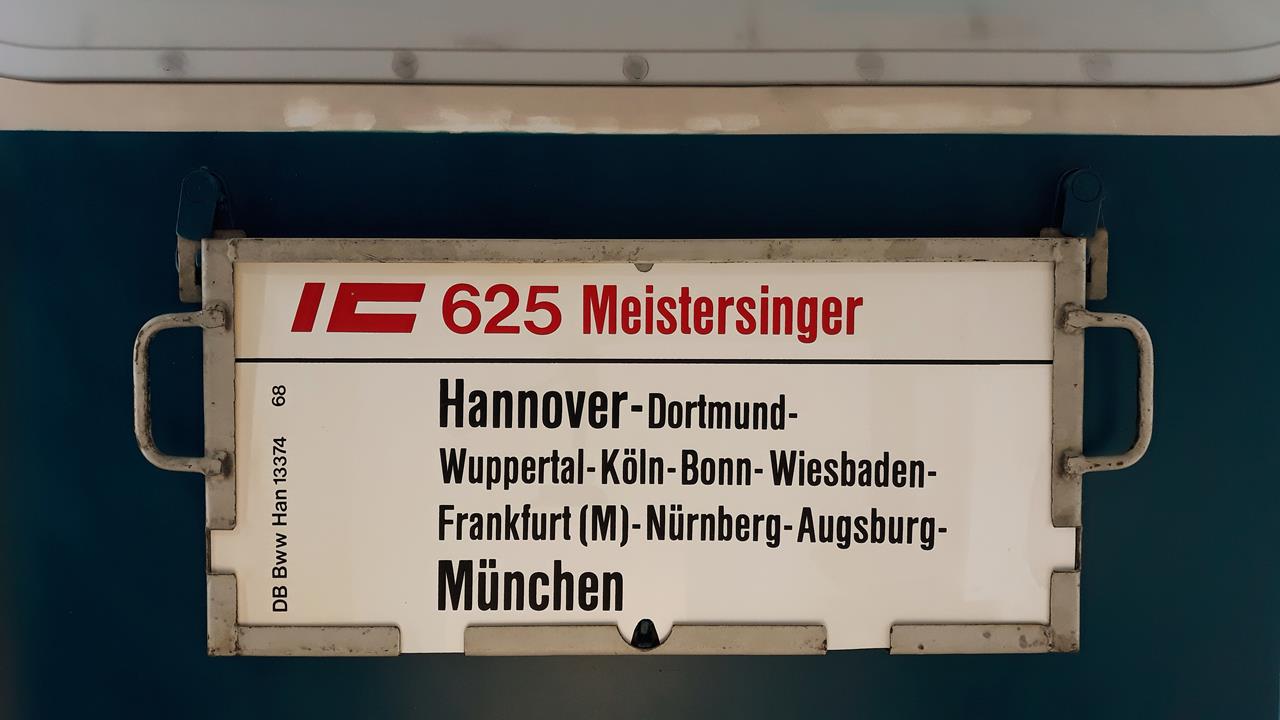 IC 625 Meistersinger
Hannover-Dortmund-
Wuppertal-Köln-Bonn-Wiesbaden-
Frankfurt (M)-Nürnberg-Augsburg-
München
DB Bww Han 13374 68